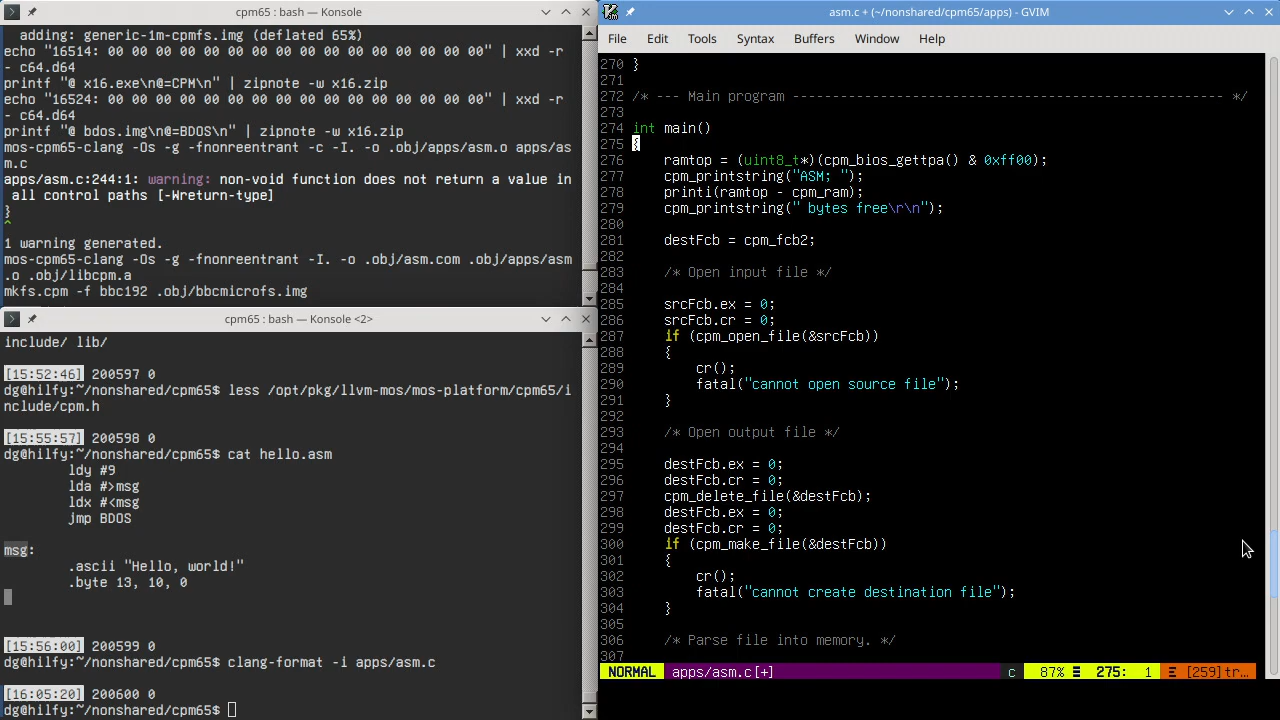 cpm65 : bash — Konsole
adding: generic-1m-cpmfs.img (deflated 65%)
echo "16514: 00 00 00 00 00 00 00 00 00 00" | xxd -r
- c64.d64
printf "@ x16.exe\n@=CPM\n" | zipnote -w x16.zip
echo "16524: 00 00 00 00 00 00 00 00 00 00" | xxd -r
- c64.d64
printf "@ bdos.img\n@=BDOS\n" | zipnote -w x16.zip
mos-cpm65-clang -Os -g -fnonreentrant -c -I. -o .obj/apps/asm.o apps/as
m.c
apps/asm.c:244:1: warning: non-void function does not return a value in
all control paths [-Wreturn-type]
}
^
1 warning generated.
mos-cpm65-clang -Os -g -fnonreentrant -I. -o .obj/asm.com .obj/apps/asm
.o .obj/libcpm.a
mkfs.cpm -f bbc192 .obj/bbcmicrofs.img
cpm65 : bash — Konsole <2>
include/ lib/
[15:52:46] 200597 0
dg@hilfy:~/nonshared/cpm65$ less /opt/pkg/llvm-mos/mos-platform/cpm65/i
nclude/cpm.h
[15:55:57] 200598 0
dg@hilfy:~/nonshared/cpm65$ cat hello.asm
ldy #9
lda #>msg
ldx #<msg
jmp BDOS
msg:
.ascii "Hello, world!"
.byte 13, 10, 0
[15:56:00] 200599 0
dg@hilfy:~/nonshared/cpm65$ clang-format -i apps/asm.c
[16:05:20] 200600 0
dg@hilfy:~/nonshared/cpm65$
asm.c + (~/nonshared/cpm65/apps) - GVIM
File Edit Tools Syntax Buffers Window Help
270 }
271
272 /* --- Main program ------------------------------------------------------ */
273
274 int main()
275 {
276 ramtop = (uint8_t*)(cpm_bios_gettpa() & 0xff00);
277 cpm_printstring("ASM; ");
278 printi(ramtop - cpm_ram);
279 cpm_printstring(" bytes free\r\n");
280
281 destFcb = cpm_fcb2;
282
283 /* Open input file */
284
285 srcFcb.ex = 0;
286 srcFcb.cr = 0;
287 if (cpm_open_file(&srcFcb))
288 {
289 cr();
290 fatal("cannot open source file");
291 }
292
293 /* Open output file */
294
295 destFcb.ex = 0;
296 destFcb.cr = 0;
297 cpm_delete_file(&destFcb);
298 destFcb.ex = 0;
299 destFcb.cr = 0;
300 if (cpm_make_file(&destFcb))
301 {
302 cr();
303 fatal("cannot create destination file");
304 }
305
306 /* Parse file into memory. */
307
NORMAL apps/asm.c[+] c 87% ☰ 275: 1 Ξ [259]tr…